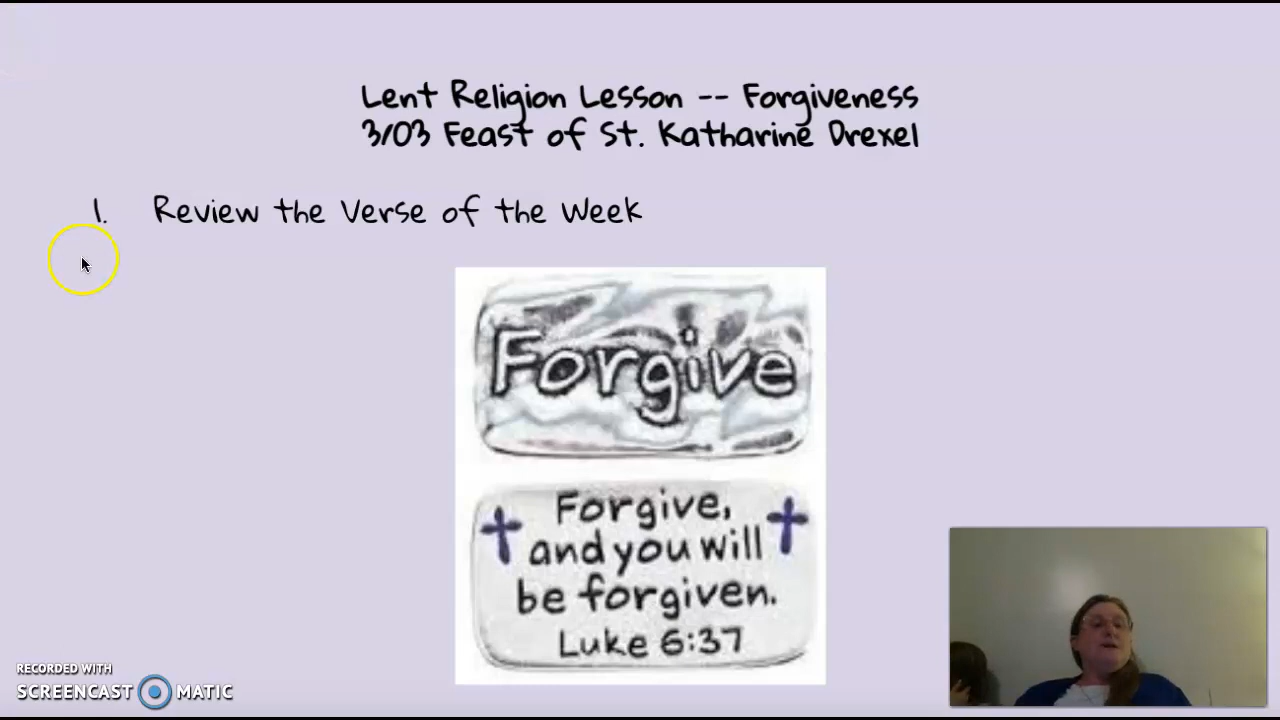 Lent Religion Lesson -- Forgiveness
3/03 Feast of St. Katharine Drexel
1. Review the Verse of the Week
Forgive
Forgive,
and you will
be forgiven.
Luke 6:37
RECORDED WITH
SCREENCAST MATIC